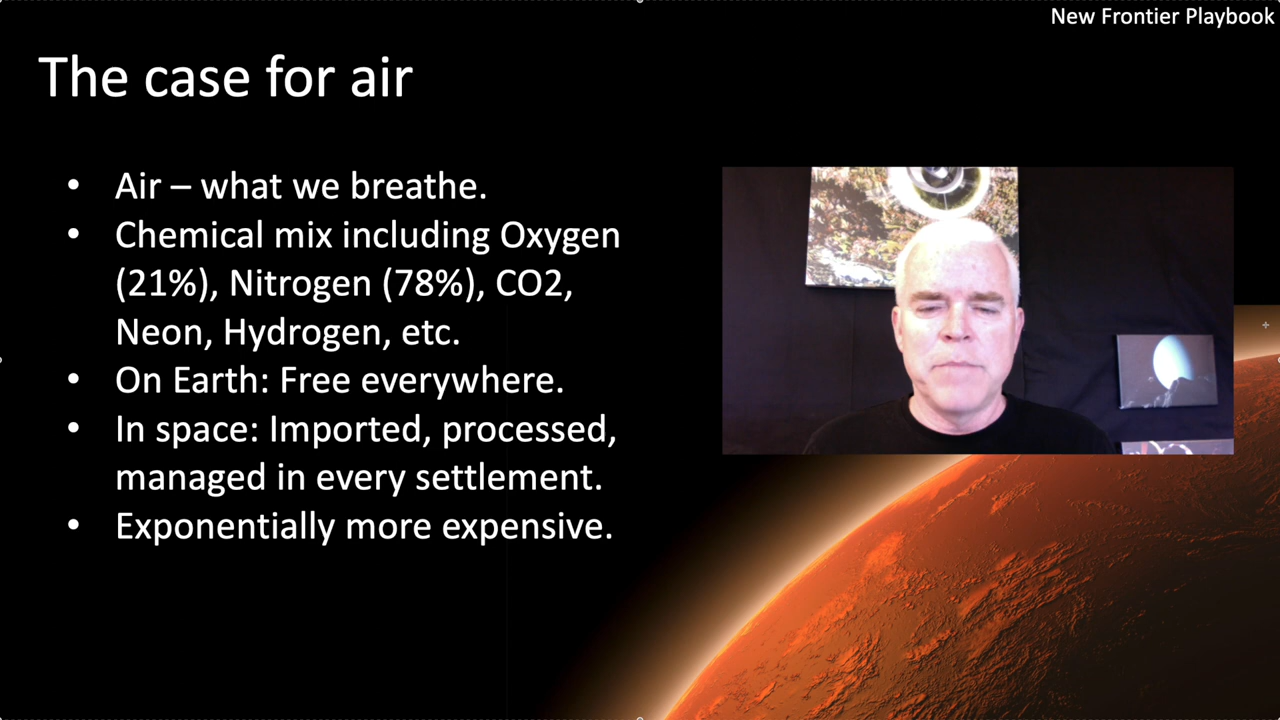 New Frontier Playbook
The case for air
• Air – what we breathe.
• Chemical mix including Oxygen
(21%), Nitrogen (78%), CO2,
Neon, Hydrogen, etc.
• On Earth: Free everywhere.
• In space: Imported, processed,
managed in every settlement.
• Exponentially more expensive.